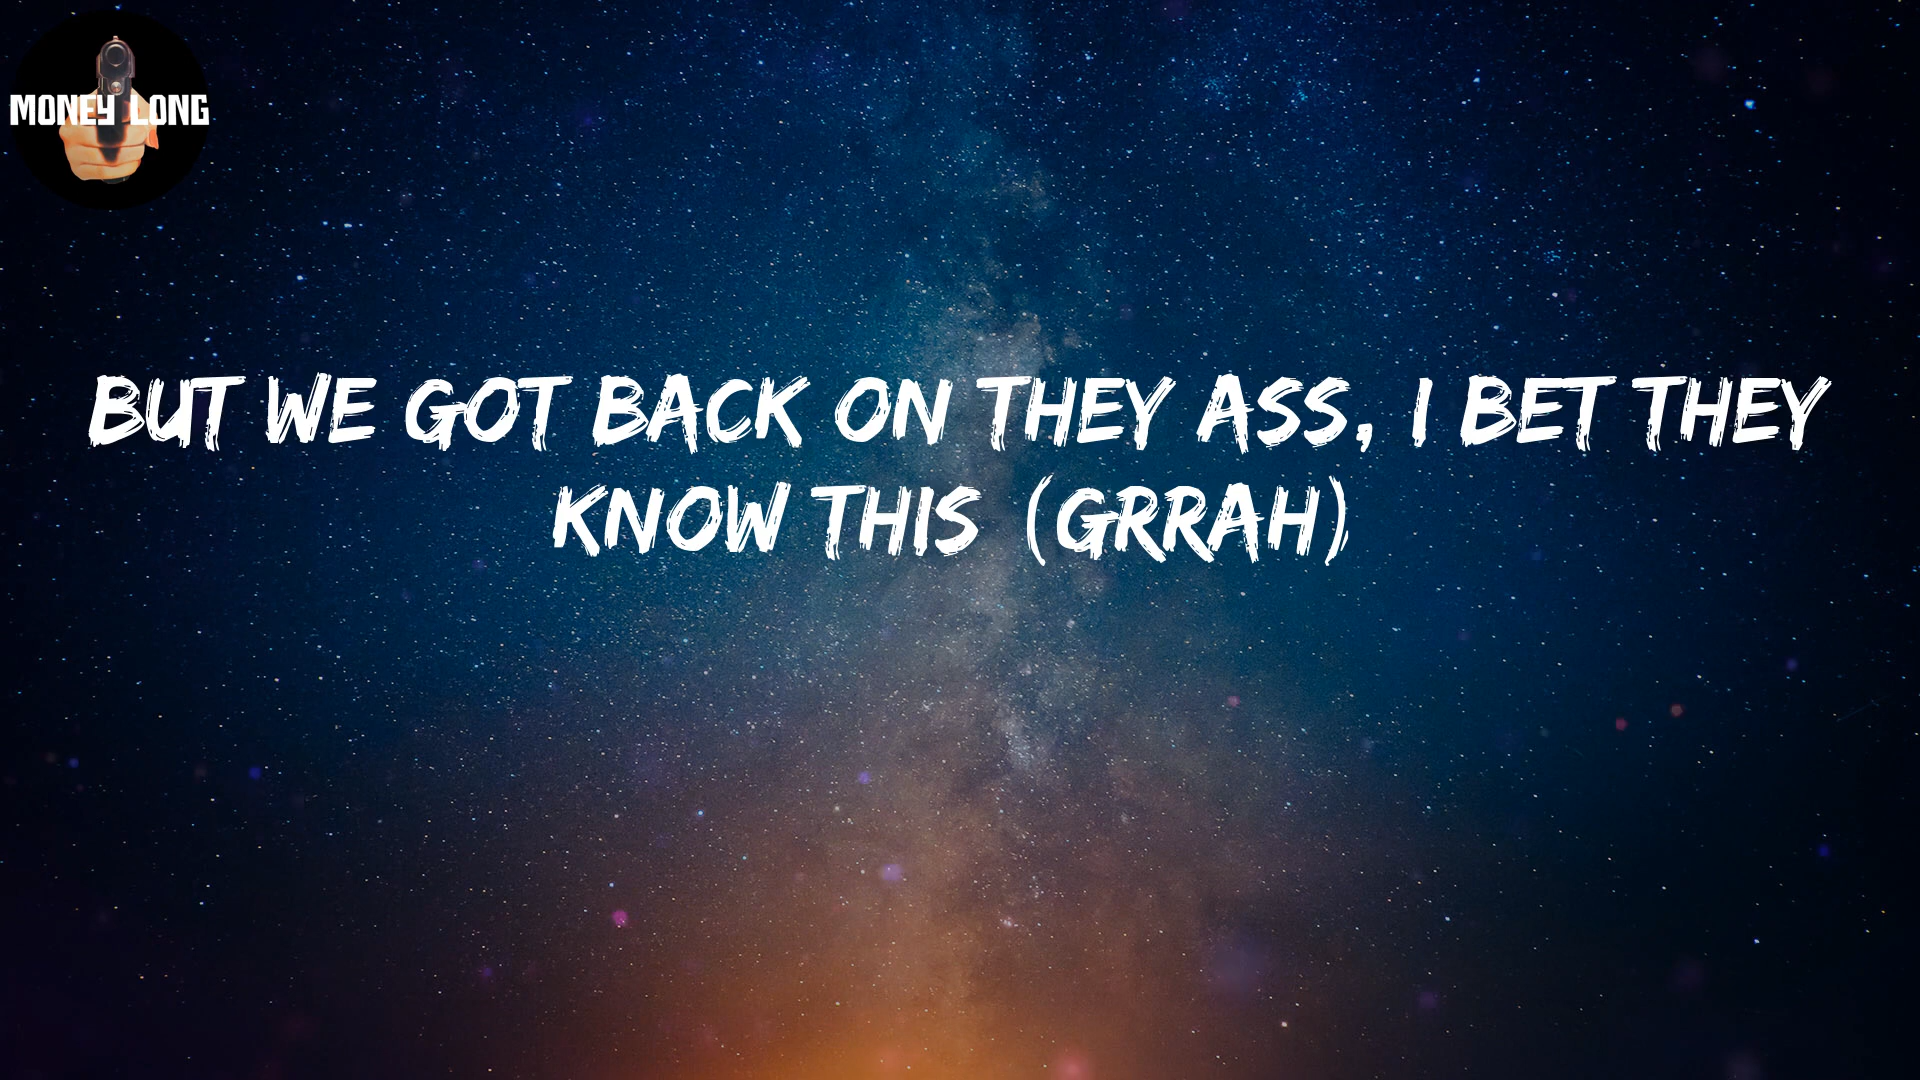 MONEY LONG
BUT WE GOT BACK ON THEY ASS, I BET THEY
KNOW THIS (GRRAH)